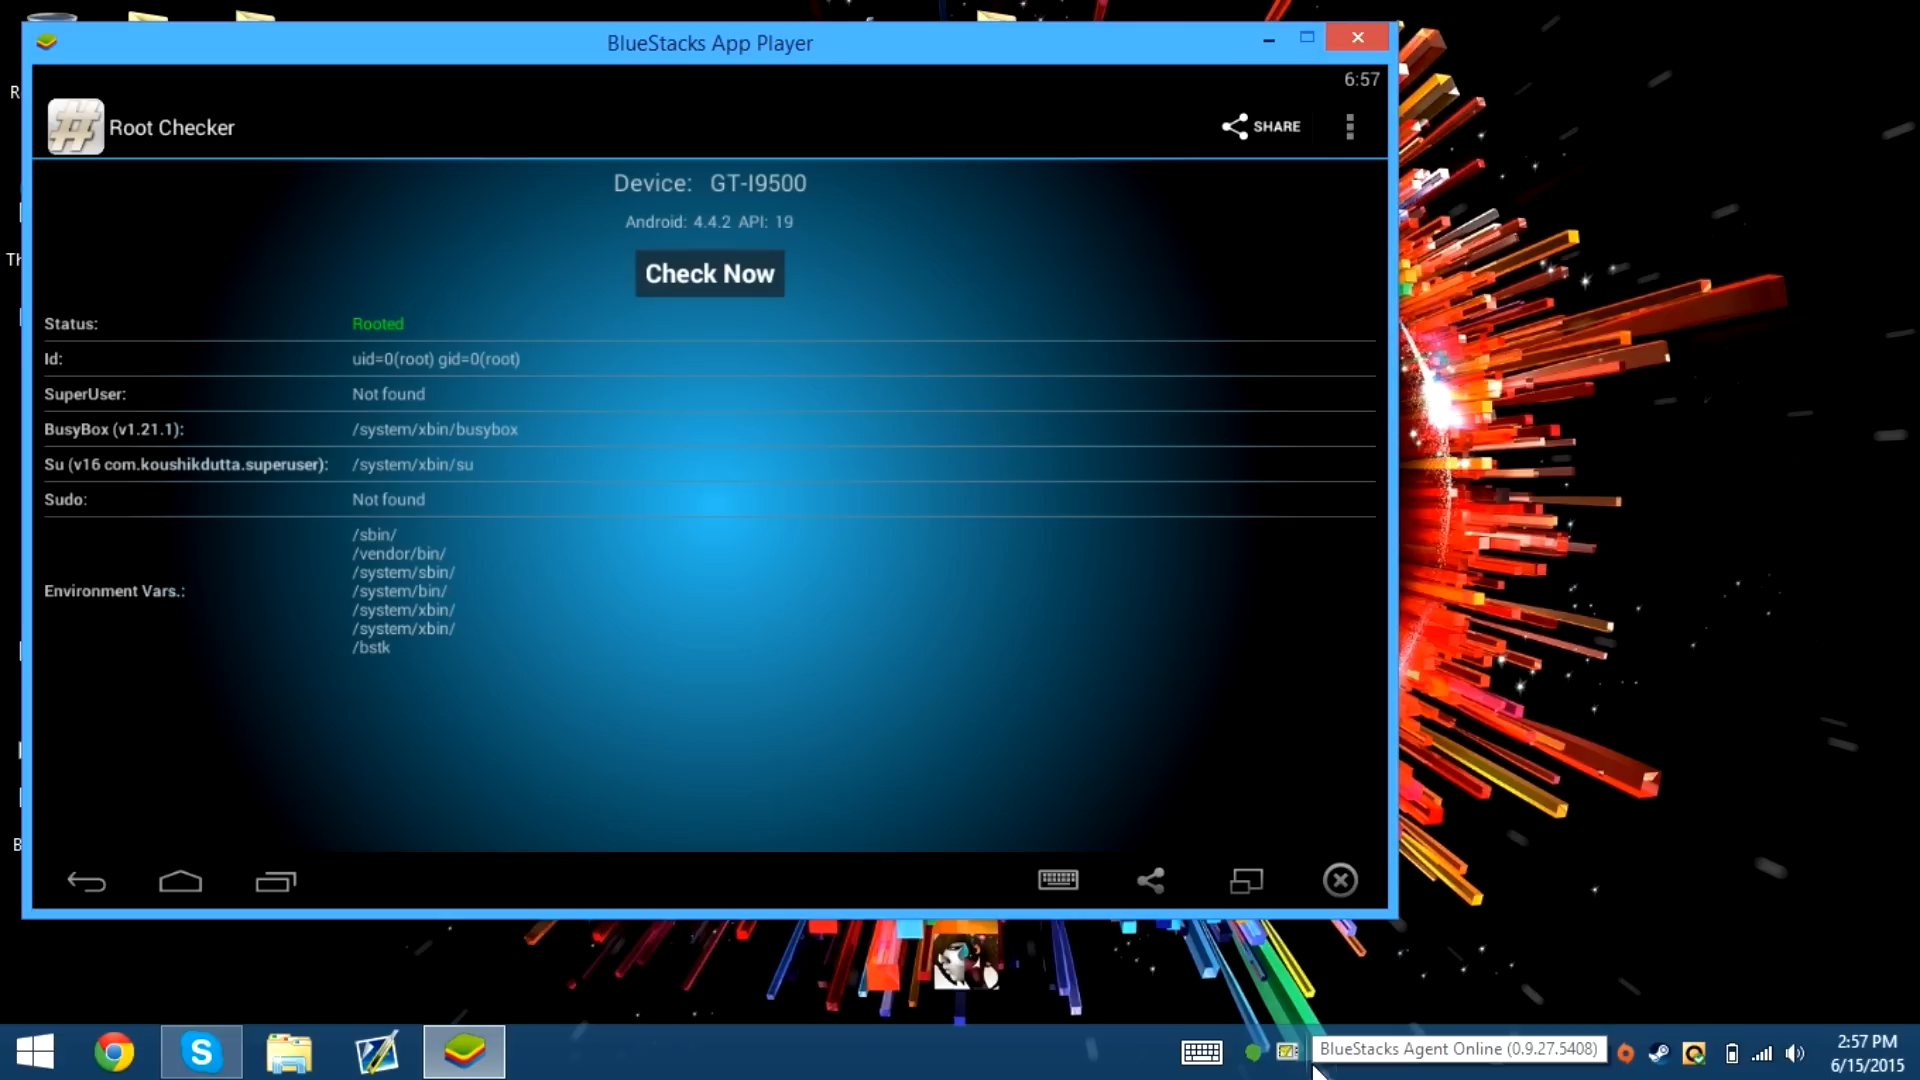 BlueStacks App Player
6:57
Root Checker
SHARE
Device: GT-I9500
Android: 4.4.2 API: 19
Check Now
Status: Rooted
Id: uid=0(root) gid=0(root)
SuperUser: Not found
BusyBox (v1.21.1): /system/xbin/busybox
Su (v16 com.koushikdutta.superuser): /system/xbin/su
Sudo: Not found
Environment Vars.:
/sbin/
/vendor/bin/
/system/sbin/
/system/bin/
/system/xbin/
/system/xbin/
/bstk
R
Th
B
BlueStacks Agent Online (0.9.27.5408)
2:57 PM
6/15/2015